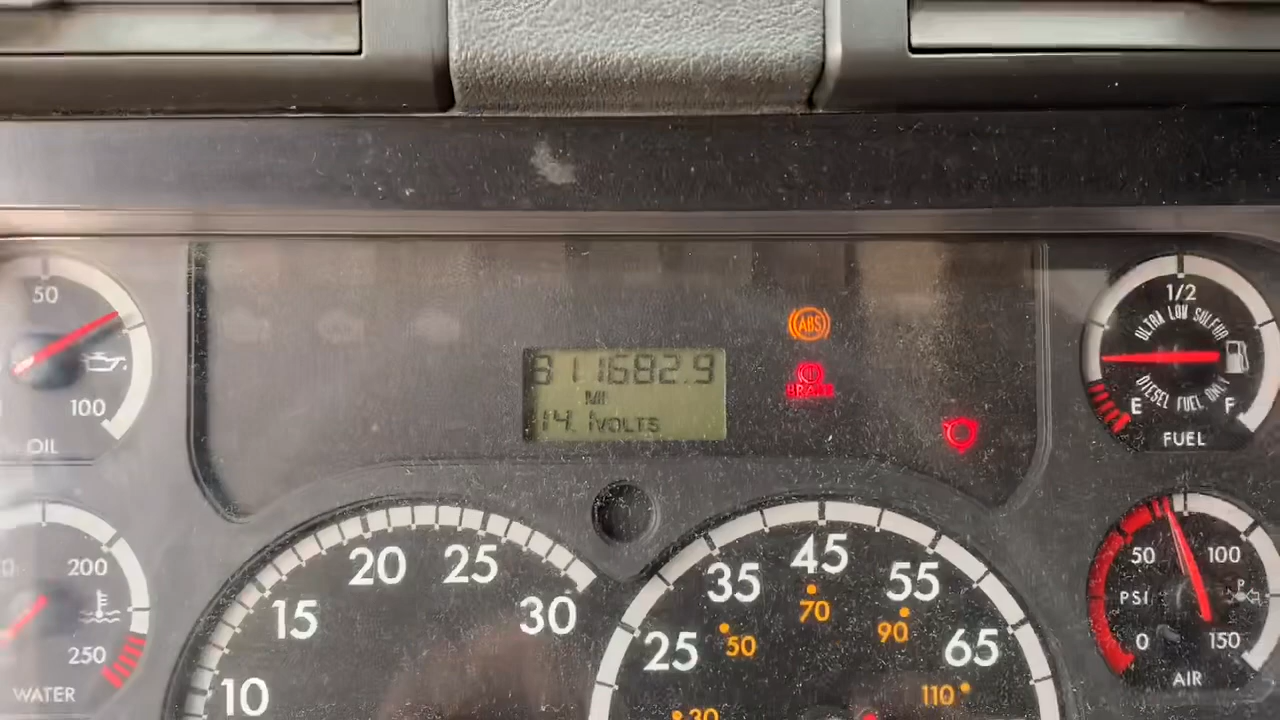 50
100
OIL
200
250
WATER
10
15
20
25
30
811682.9
MI
14.1VOLTS
ABS
BRAKE
25
35
45
55
65
30
50
70
90
110
1/2
ULTRA LOW SULFUR
DIESEL FUEL ONLY
E
F
FUEL
50
100
PSI
P
0
150
AIR